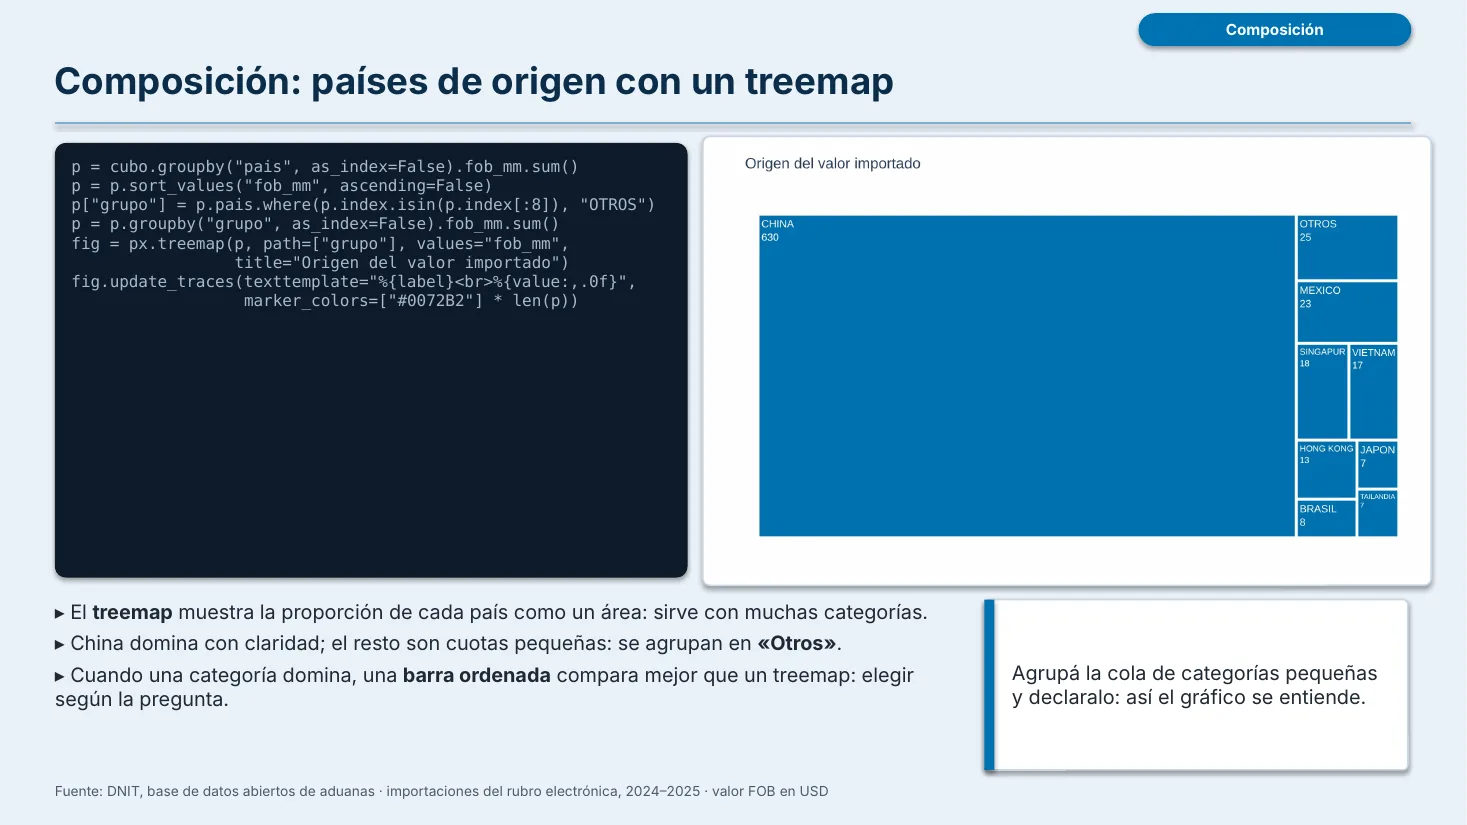 Composición
Composición: países de origen con un treemap
p = cubo.groupby("pais", as_index=False).fob_mm.sum()
p = p.sort_values("fob_mm", ascending=False)
p["grupo"] = p.pais.where(p.index.isin(p.index[:8]), "OTROS")
p = p.groupby("grupo", as_index=False).fob_mm.sum()
fig = px.treemap(p, path=["grupo"], values="fob_mm",
                 title="Origen del valor importado")
fig.update_traces(texttemplate="%{label}<br>%{value:,.0f}",
                  marker_colors=["#0072B2"] * len(p))
Origen del valor importado
CHINA
630
OTROS
25
MEXICO
23
SINGAPUR
18
VIETNAM
17
HONG KONG
13
JAPON
7
BRASIL
8
TAILANDIA
7
▸ El treemap muestra la proporción de cada país como un área: sirve con muchas categorías.
▸ China domina con claridad; el resto son cuotas pequeñas: se agrupan en «Otros».
▸ Cuando una categoría domina, una barra ordenada compara mejor que un treemap: elegir
según la pregunta.
Agrupá la cola de categorías pequeñas
y declaralo: así el gráfico se entiende.
Fuente: DNIT, base de datos abiertos de aduanas · importaciones del rubro electrónica, 2024–2025 · valor FOB en USD